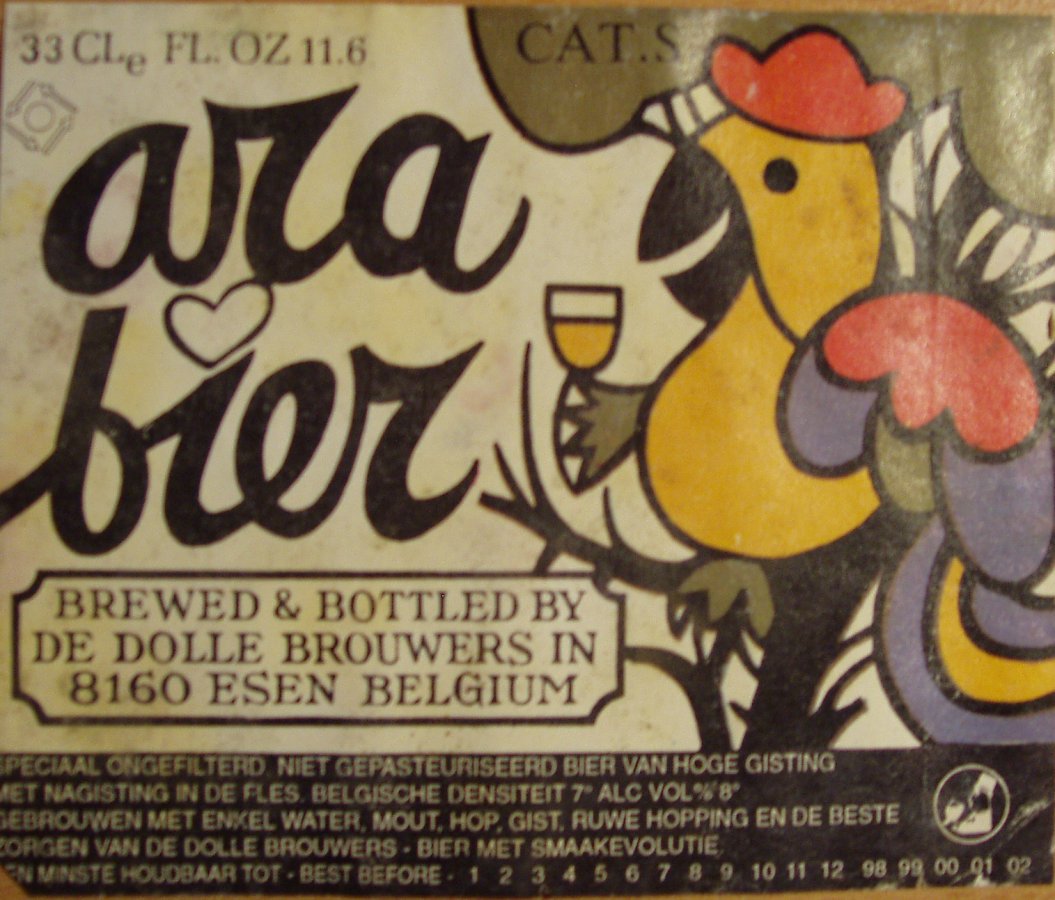 33 CLe FL. OZ 11.6
CAT.S
ara
bier
BREWED & BOTTLED BY
DE DOLLE BROUWERS IN
8160 ESEN BELGIUM
SPECIAAL ONGEFILTERD NIET GEPASTEURISEERD BIER VAN HOGE GISTING
MET NAGISTING IN DE FLES. BELGISCHE DENSITEIT 7° ALC VOL% 8°
GEBROUWEN MET ENKEL WATER, MOUT, HOP, GIST, RUWE HOPPING EN DE BESTE
ZORGEN VAN DE DOLLE BROUWERS - BIER MET SMAAKEVOLUTIE
TEN MINSTE HOUDBAAR TOT - BEST BEFORE - 1 2 3 4 5 6 7 8 9 10 11 12 98 99 00 01 02